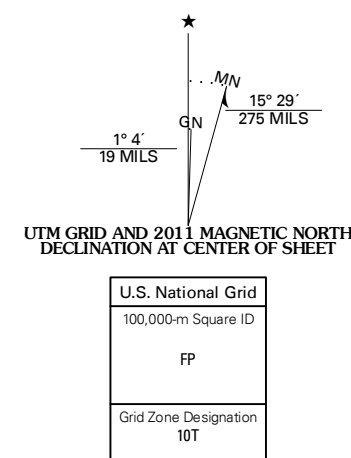 ★
MN
GN
15° 29´
275 MILS
1° 4´
19 MILS
UTM GRID AND 2011 MAGNETIC NORTH
DECLINATION AT CENTER OF SHEET
U.S. National Grid
100,000-m Square ID
FP
Grid Zone Designation
10T